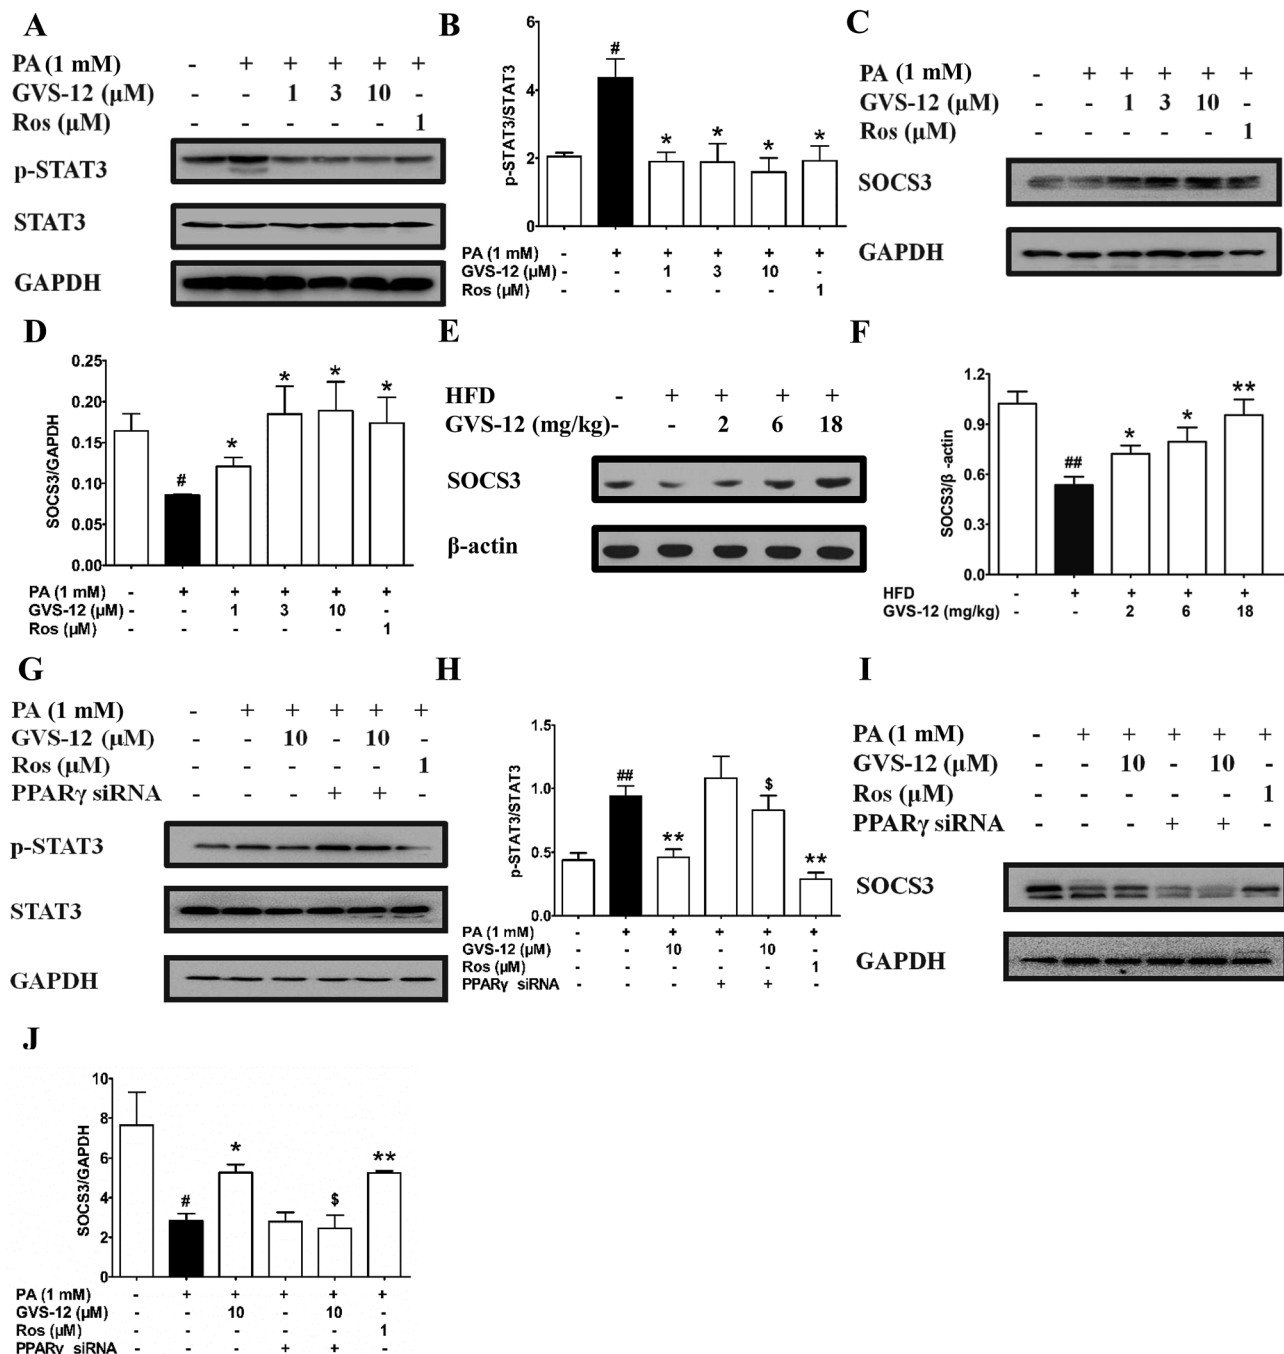 A
PA (1 mM) - + + + + +
GVS-12 (μM) - - 1 3 10 -
Ros (μM) - - - - - 1
p-STAT3
STAT3
GAPDH
B
6
4
2
0
p-STAT3/STAT3
#
*
*
*
*
PA (1 mM) - + + + + +
GVS-12 (μM) - - 1 3 10 -
Ros (μM) - - - - - 1
C
PA (1 mM) - + + + + +
GVS-12 (μM) - - 1 3 10 -
Ros (μM) - - - - - 1
SOCS3
GAPDH
D
0.25
0.20
0.15
0.10
0.05
0.00
SOCS3/GAPDH
#
*
*
*
*
PA (1 mM) - + + + + +
GVS-12 (μM) - - 1 3 10 -
Ros (μM) - - - - - 1
E
HFD - + + + +
GVS-12 (mg/kg)- - 2 6 18
SOCS3
β-actin
F
1.2
0.9
0.6
0.3
0.0
SOCS3/β -actin
##
*
*
**
HFD - + + + +
GVS-12 (mg/kg) - - 2 6 18
G
PA (1 mM) - + + + + +
GVS-12 (μM) - - 10 - 10 -
Ros (μM) - - - - - 1
PPARγ siRNA - - - + + -
p-STAT3
STAT3
GAPDH
H
1.5
1.0
0.5
0.0
p-STAT3/STAT3
##
**
$
**
PA (1 mM) - + + + + +
GVS-12 (μM) - - 10 - 10 -
Ros (μM) - - - - - 1
PPARγ siRNA - - - + + -
I
PA (1 mM) - + + + + +
GVS-12 (μM) - - 10 - 10 -
Ros (μM) - - - - - 1
PPARγ siRNA - - - + + -
SOCS3
GAPDH
J
10
8
6
4
2
0
SOCS3/GAPDH
#
*
$
**
PA (1 mM) - + + + + +
GVS-12 (μM) - - 10 - 10 -
Ros (μM) - - - - - 1
PPARγ siRNA - - - + + -